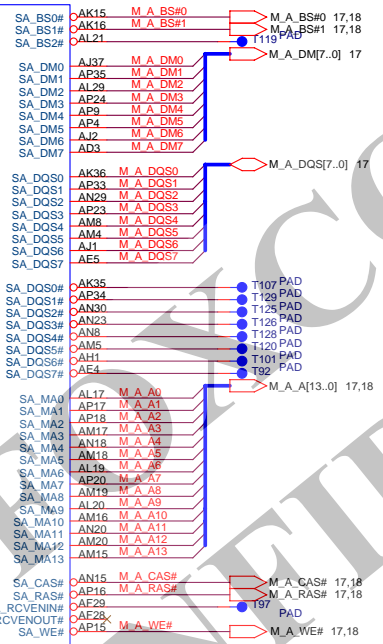 SA_BS0# AK15 M_A_BS#0 M_A_BS#0 17,18
SA_BS1# AK16 M_A_BS#1 M_A_BS#1 17,18
SA_BS2# AL21 T119 PAD
M_A_DM[7..0] 17
SA_DM0 AJ37 M_A_DM0
SA_DM1 AP35 M_A_DM1
SA_DM2 AL29 M_A_DM2
SA_DM3 AP24 M_A_DM3
SA_DM4 AP9 M_A_DM4
SA_DM5 AP4 M_A_DM5
SA_DM6 AJ2 M_A_DM6
SA_DM7 AD3 M_A_DM7
M_A_DQS[7..0] 17
SA_DQS0 AK36 M_A_DQS0
SA_DQS1 AP33 M_A_DQS1
SA_DQS2 AN29 M_A_DQS2
SA_DQS3 AP23 M_A_DQS3
SA_DQS4 AM8 M_A_DQS4
SA_DQS5 AM4 M_A_DQS5
SA_DQS6 AJ1 M_A_DQS6
SA_DQS7 AE5 M_A_DQS7
SA_DQS0# AK35 T107 PAD
SA_DQS1# AP34 T129 PAD
SA_DQS2# AN30 T125 PAD
SA_DQS3# AN23 T126 PAD
SA_DQS4# AN8 T128 PAD
SA_DQS5# AM5 T120 PAD
SA_DQS6# AH1 T101 PAD
SA_DQS7# AE4 T92 PAD
M_A_A[13..0] 17,18
SA_MA0 AL17 M_A_A0
SA_MA1 AP17 M_A_A1
SA_MA2 AP18 M_A_A2
SA_MA3 AM17 M_A_A3
SA_MA4 AN18 M_A_A4
SA_MA5 AM18 M_A_A5
SA_MA6 AL19 M_A_A6
SA_MA7 AP20 M_A_A7
SA_MA8 AM19 M_A_A8
SA_MA9 AL20 M_A_A9
SA_MA10 AM16 M_A_A10
SA_MA11 AN20 M_A_A11
SA_MA12 AM20 M_A_A12
SA_MA13 AM15 M_A_A13
SA_CAS# AN15 M_A_CAS# M_A_CAS# 17,18
SA_RAS# AP16 M_A_RAS# M_A_RAS# 17,18
_RCVENIN# AF29 T97 PAD
RCVENOUT# AF28
SA_WE# AP15 M_A_WE# M_A_WE# 17,18